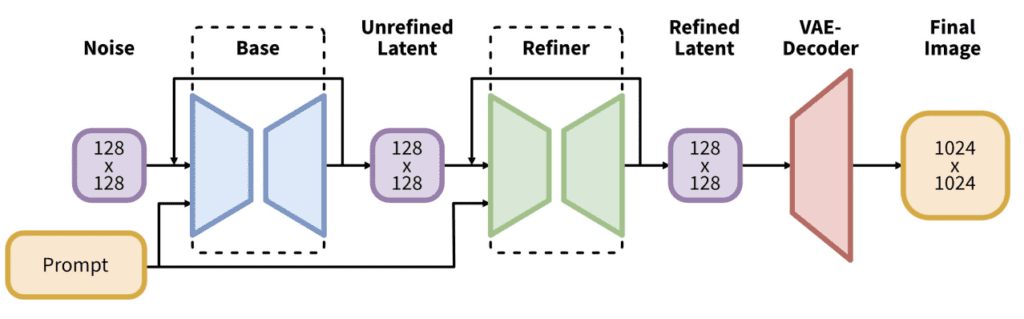 Noise
Base
Unrefined
Latent
Refiner
Refined
Latent
VAE-
Decoder
Final
Image
128
x
128
128
x
128
128
x
128
1024
x
1024
Prompt